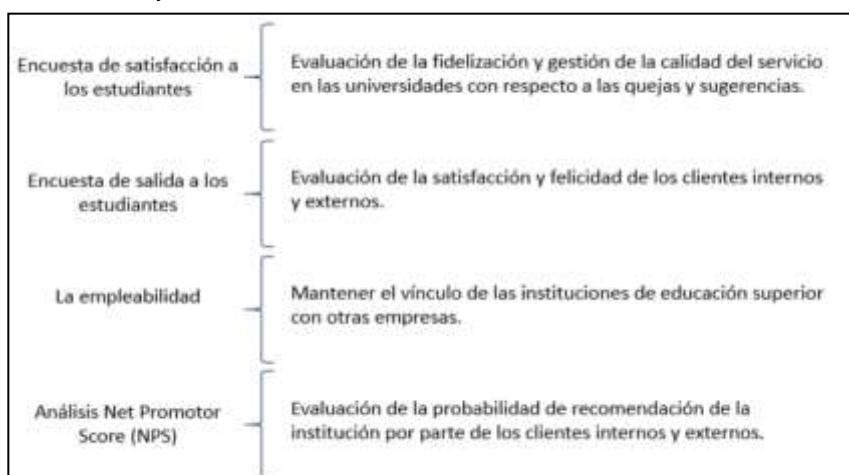 Encuesta de satisfacción a
los estudiantes
Evaluación de la fidelización y gestión de la calidad del servicio
en las universidades con respecto a las quejas y sugerencias.
Encuesta de salida a los
estudiantes
Evaluación de la satisfacción y felicidad de los clientes internos
y externos.
La empleabilidad
Mantener el vínculo de las instituciones de educación superior
con otras empresas.
Análisis Net Promotor
Score (NPS)
Evaluación de la probabilidad de recomendación de la
institución por parte de los clientes internos y externos.